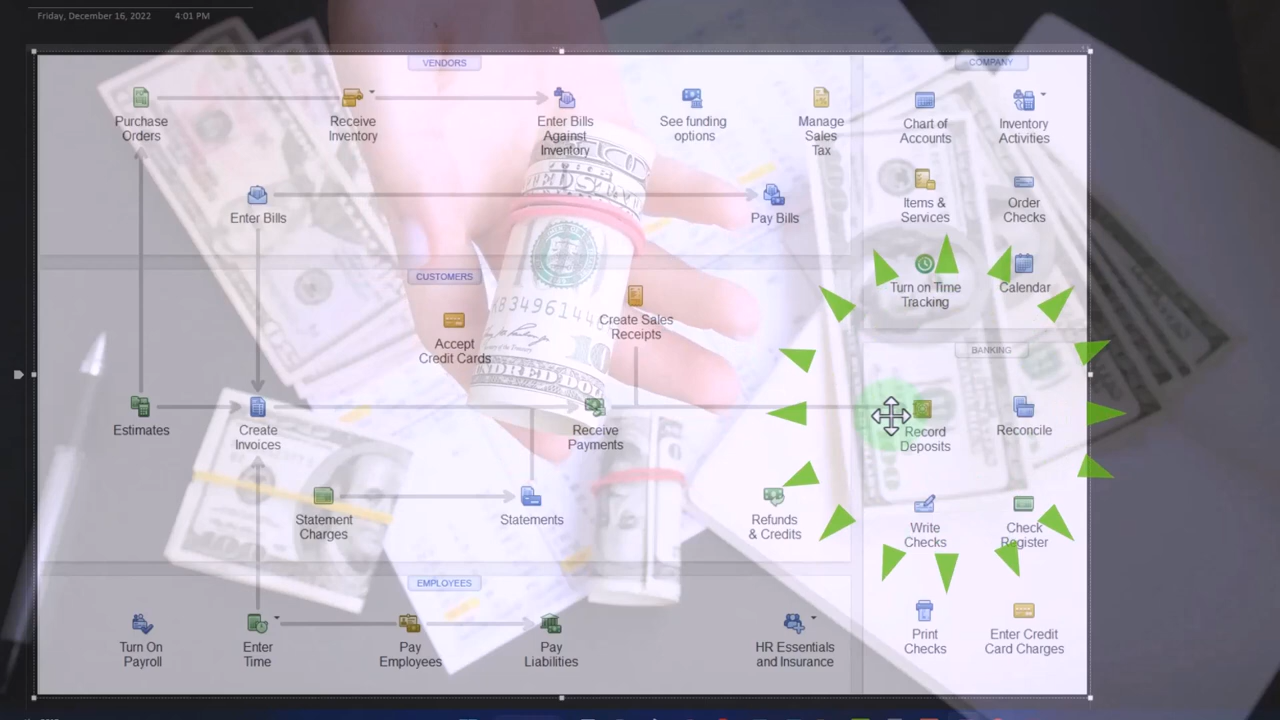 Friday, December 16, 2022 4:01 PM
VENDORS
COMPANY
Purchase
Orders
Receive
Inventory
Enter Bills
Against
Inventory
See funding
options
Manage
Sales
Tax
Chart of
Accounts
Inventory
Activities
Enter Bills
Pay Bills
Items &
Services
Order
Checks
CUSTOMERS
Turn on Time
Tracking
Calendar
Accept
Credit Cards
Create Sales
Receipts
BANKING
Estimates
Create
Invoices
Receive
Payments
Record
Deposits
Reconcile
Statement
Charges
Statements
Refunds
& Credits
Write
Checks
Check
Register
EMPLOYEES
Turn On
Payroll
Enter
Time
Pay
Employees
Pay
Liabilities
HR Essentials
and Insurance
Print
Checks
Enter Credit
Card Charges